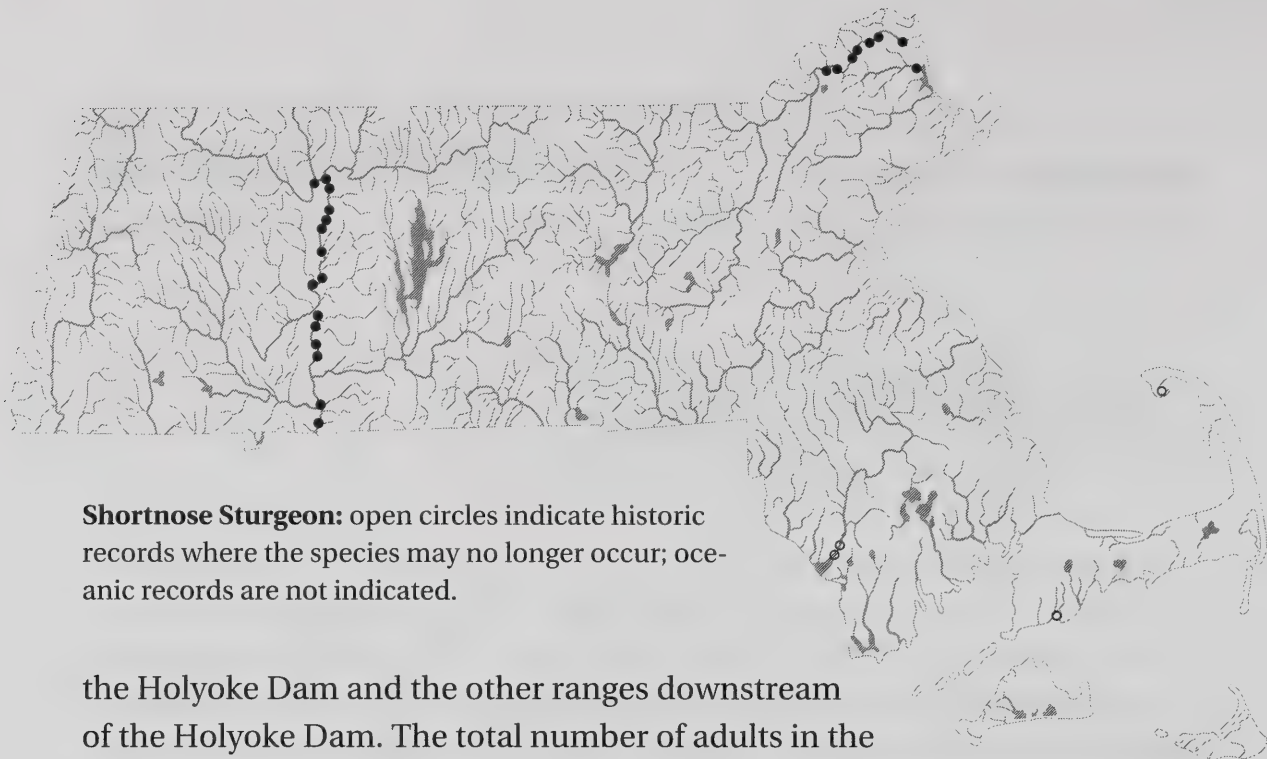 Shortnose Sturgeon: open circles indicate historic
records where the species may no longer occur; oce-
anic records are not indicated.
the Holyoke Dam and the other ranges downstream
of the Holyoke Dam. The total number of adults in the